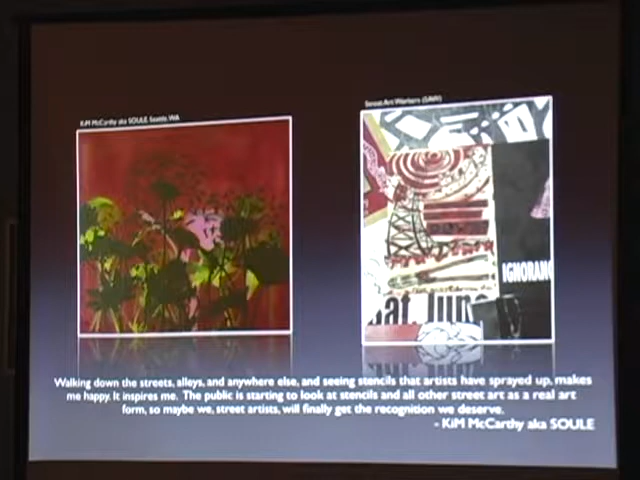 KiM McCarthy aka SOULE Seattle, WA
Street Art Workers (SAW)
IGNORANC
Walking down the streets, alleys, and anywhere else, and seeing stencils that artists have sprayed up, makes
me happy. It inspires me. The public is starting to look at stencils and all other street art as a real art
form, so maybe we, street artists, will finally get the recognition we deserve.
- KiM McCarthy aka SOULE